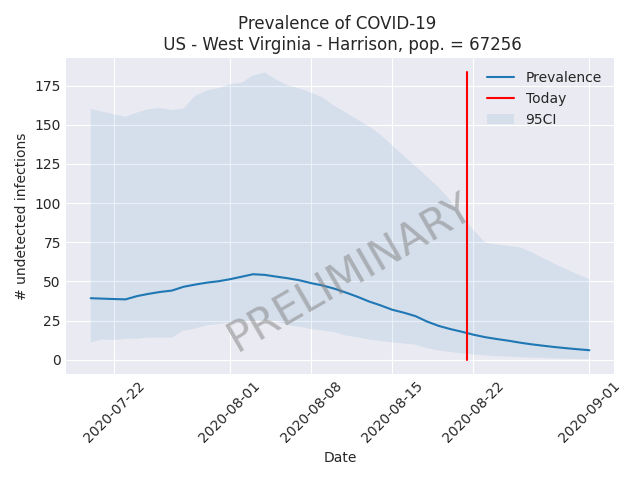 Prevalence of COVID-19
US - West Virginia - Harrison, pop. = 67256
# undetected infections
175
150
125
100
75
50
25
0
Prevalence
Today
95CI
PRELIMINARY
2020-07-22
2020-08-01
2020-08-08
2020-08-15
2020-08-22
2020-09-01
Date